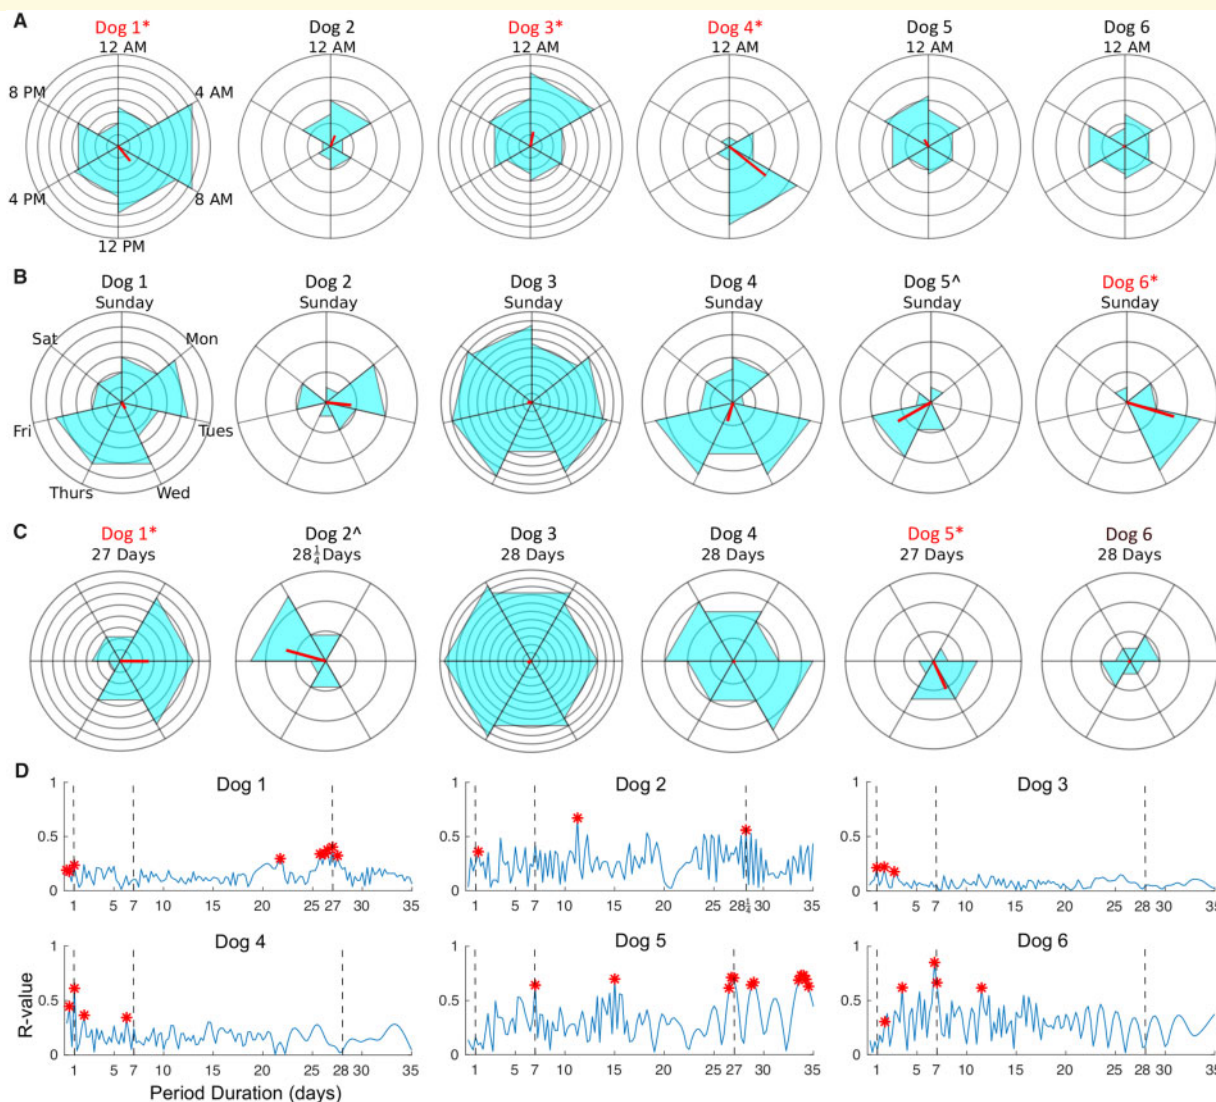 A Dog 1* Dog 2 Dog 3* Dog 4* Dog 5 Dog 6
12 AM 12 AM 12 AM 12 AM 12 AM 12 AM
8 PM 4 AM
4 PM 8 AM
12 PM
B Dog 1 Dog 2 Dog 3 Dog 4 Dog 5^ Dog 6*
Sunday Sunday Sunday Sunday Sunday Sunday
Sat Mon
Fri Tues
Thurs Wed
C Dog 1* Dog 2^ Dog 3 Dog 4 Dog 5* Dog 6
27 Days 28¼ Days 28 Days 28 Days 27 Days 28 Days
D Dog 1 Dog 2 Dog 3
1 1 1
0.5 0.5 0.5
0 0 0
1 5 7 10 15 20 25 27 35 1 5 7 10 15 20 25 27 28¼ 30 35 1 7 10 15 20 25 28 30 35
Dog 4 Dog 5 Dog 6
1 1 1
0.5 0.5 0.5
0 0 0
1 5 7 10 15 20 25 28 35 1 5 7 10 15 20 25 27 30 35 1 7 10 15 20 25 28 30 35
R-value
Period Duration (days)